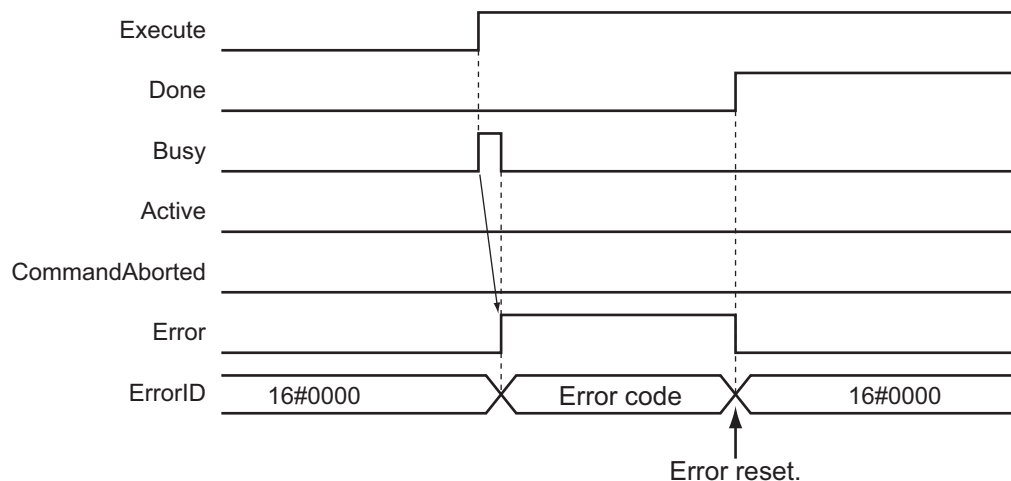 Execute
Done
Busy
Active
CommandAborted
Error
ErrorID
16#0000 Error code 16#0000
Error reset.